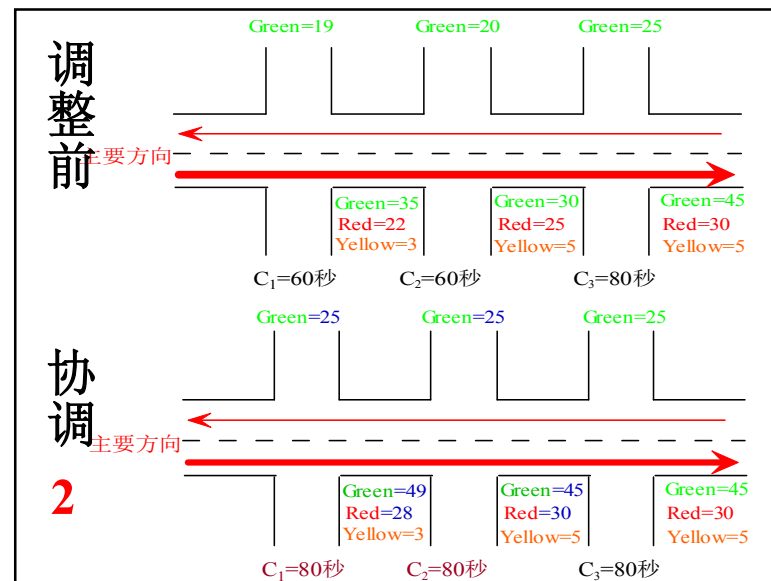 调整前
Green=19
Green=20
Green=25
主要方向
Green=35
Red=22
Yellow=3
Green=30
Red=25
Yellow=5
Green=45
Red=30
Yellow=5
C₁=60秒
C₂=60秒
C₃=80秒
协调
2
Green=25
Green=25
Green=25
主要方向
Green=49
Red=28
Yellow=3
Green=45
Red=30
Yellow=5
Green=45
Red=30
Yellow=5
C₁=80秒
C₂=80秒
C₃=80秒